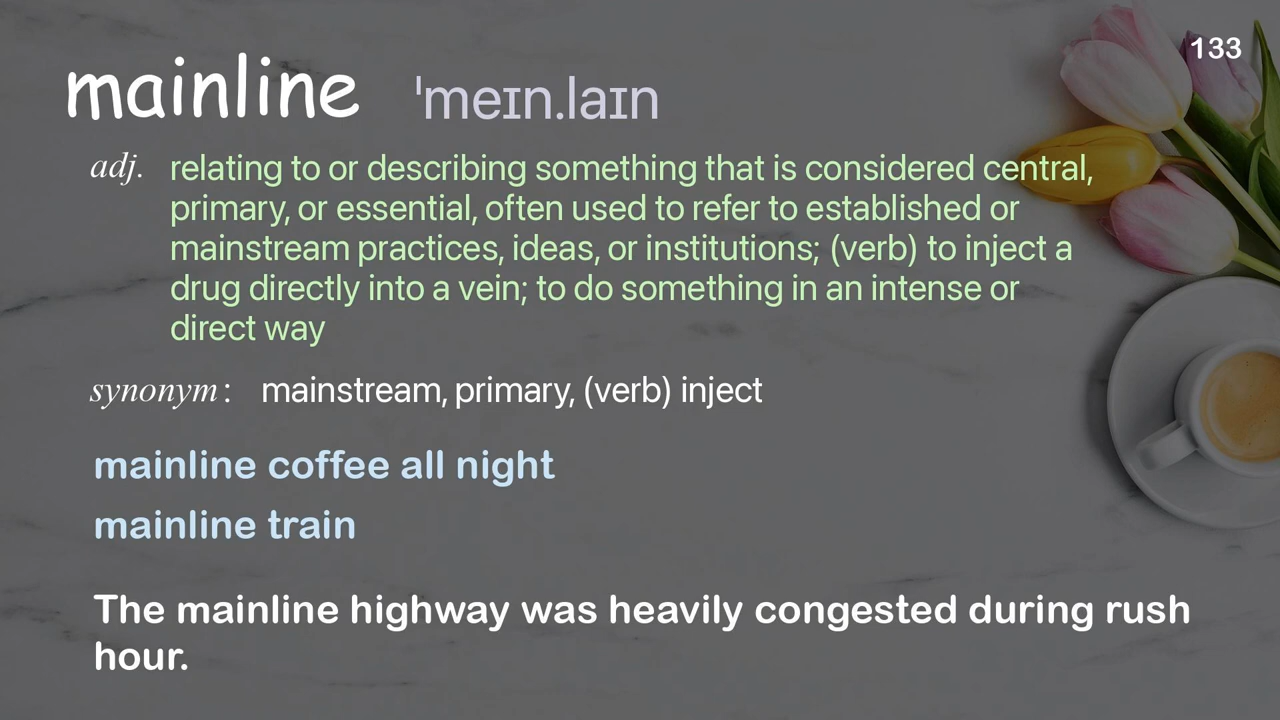 133
mainline ˈmeɪn.laɪn
adj. relating to or describing something that is considered central,
primary, or essential, often used to refer to established or
mainstream practices, ideas, or institutions; (verb) to inject a
drug directly into a vein; to do something in an intense or
direct way
synonym: mainstream, primary, (verb) inject
mainline coffee all night
mainline train
The mainline highway was heavily congested during rush
hour.